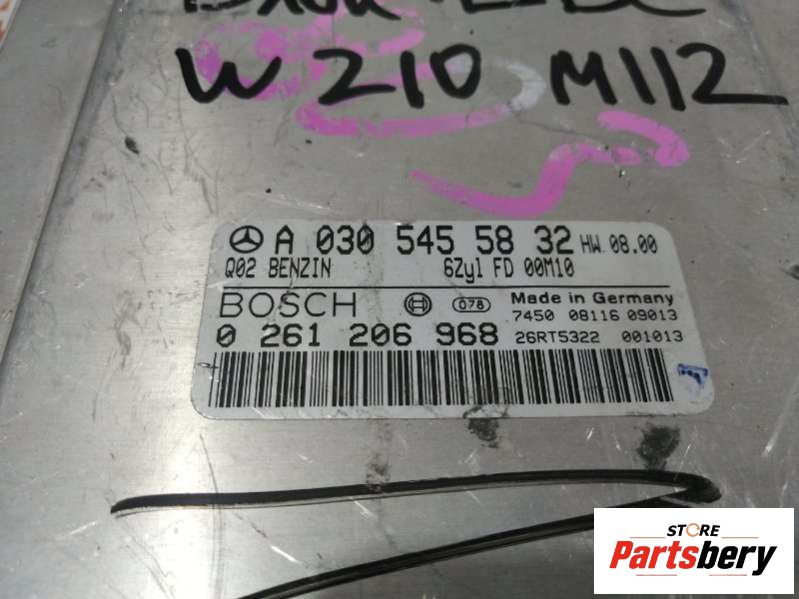 W210 M112
A 030 545 58 32 HW 08.00
Q02 BENZIN 6Zyl FD 00M10
BOSCH 078 Made in Germany
7450 08116 09013
0 261 206 968 26RT5322 001013
STORE
Partsbery